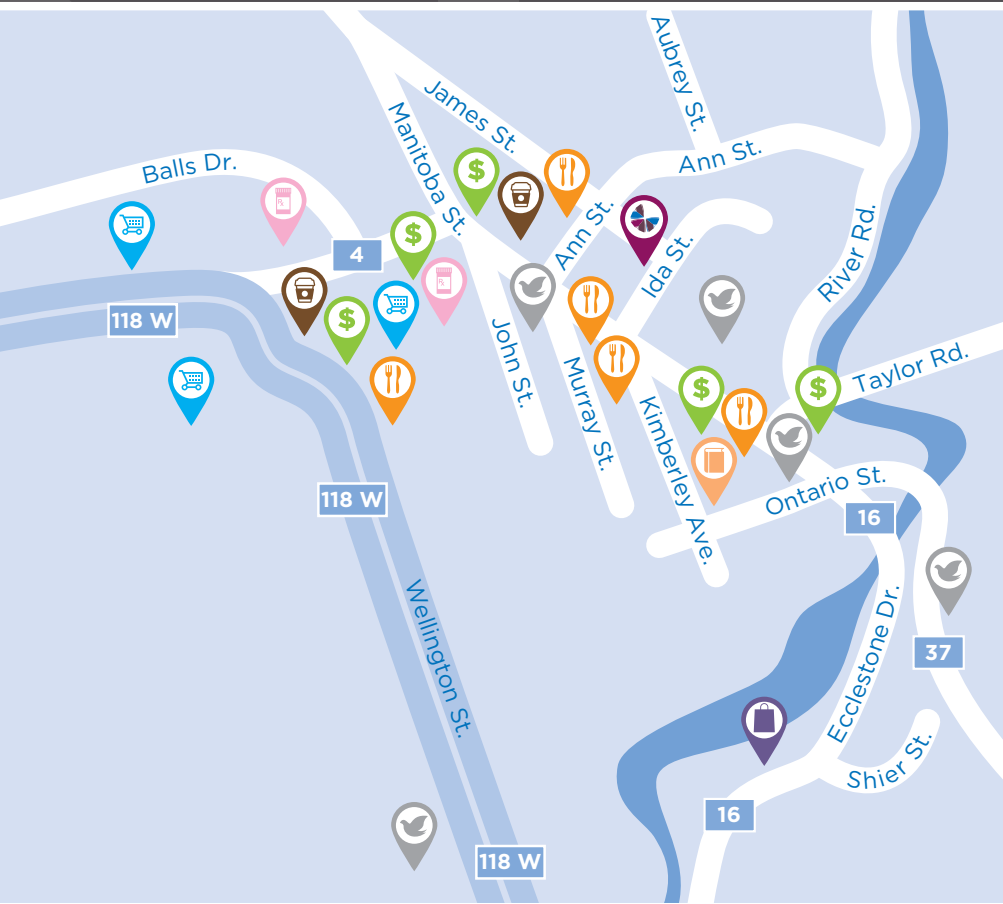 Aubrey St.
James St.
Manitoba St.
Ann St.
Balls Dr.
$
Rx
Ann St.
4
$
Ida St.
River Rd.
118 W
$
John St.
Murray St.
Taylor Rd.
$
$
Kimberley Ave.
Ontario St.
118 W
16
Wellington St.
Ecclestone Dr.
37
Shier St.
16
118 W